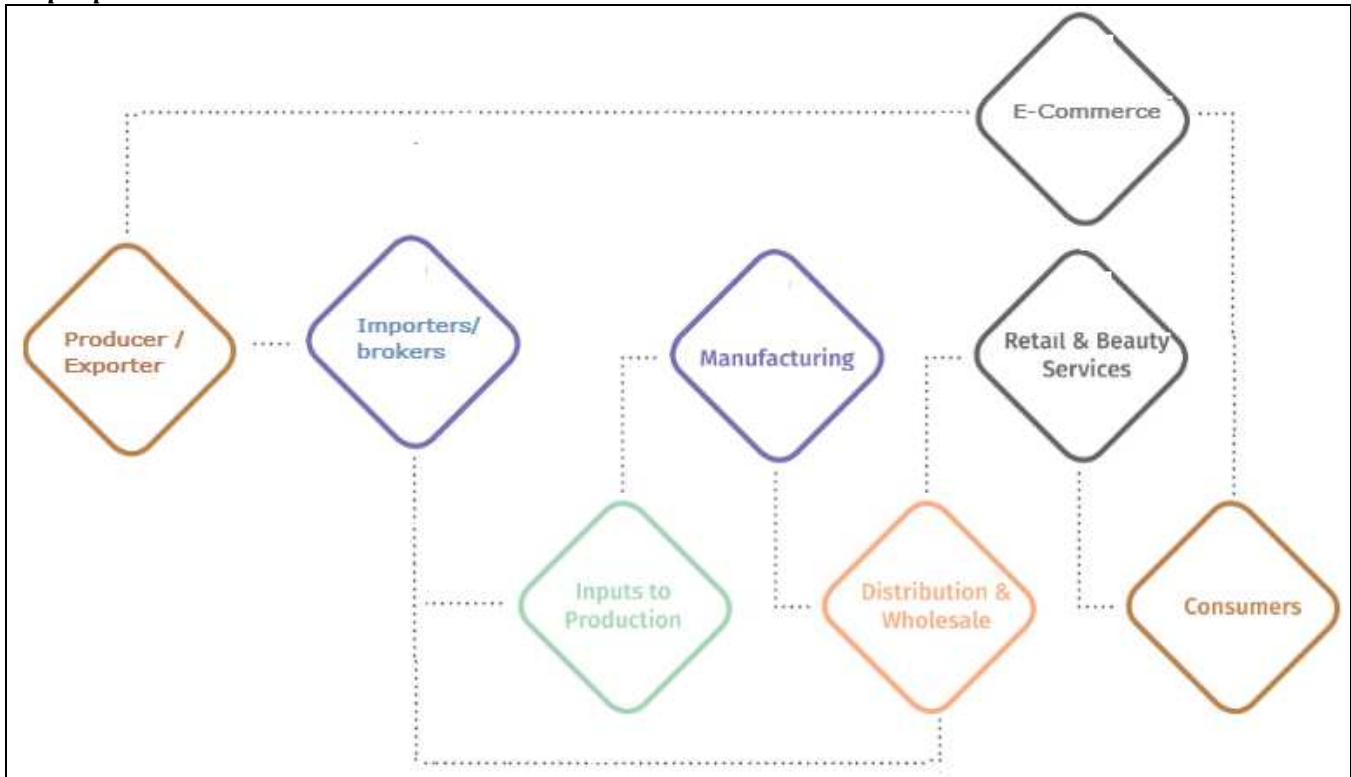 E-Commerce
Producer /
Exporter
Importers/
brokers
Manufacturing
Retail & Beauty
Services
Inputs to
Production
Distribution &
Wholesale
Consumers